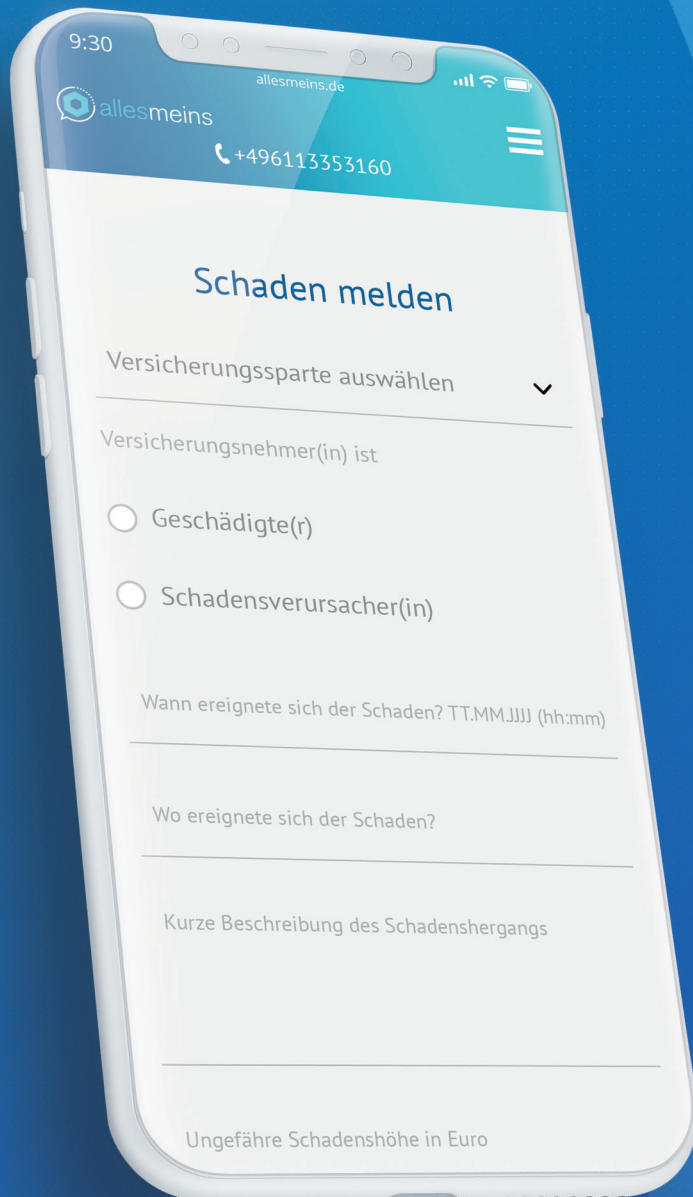 9:30
allesmeins.de
allesmeins
+496113353160
Schaden melden
Versicherungssparte auswählen
Versicherungsnehmer(in) ist
Geschädigte(r)
Schadensverursacher(in)
Wann ereignete sich der Schaden? TT.MM.JJJJ (hh:mm)
Wo ereignete sich der Schaden?
Kurze Beschreibung des Schadenshergangs
Ungefähre Schadenshöhe in Euro